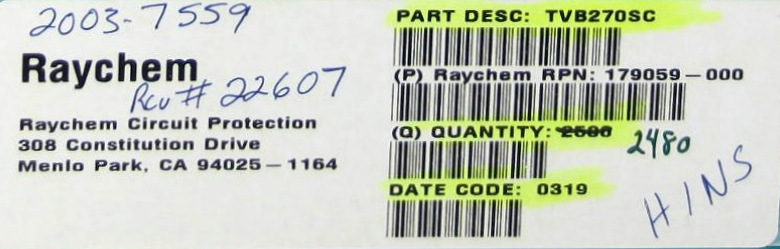 2003-7559
Raychem
Rcv# 22607
Raychem Circuit Protection
308 Constitution Drive
Menlo Park, CA 94025-1164
PART DESC: TVB270SC
(P) Raychem RPN: 179059-000
(Q) QUANTITY: 2500 2480
DATE CODE: 0319
HINS